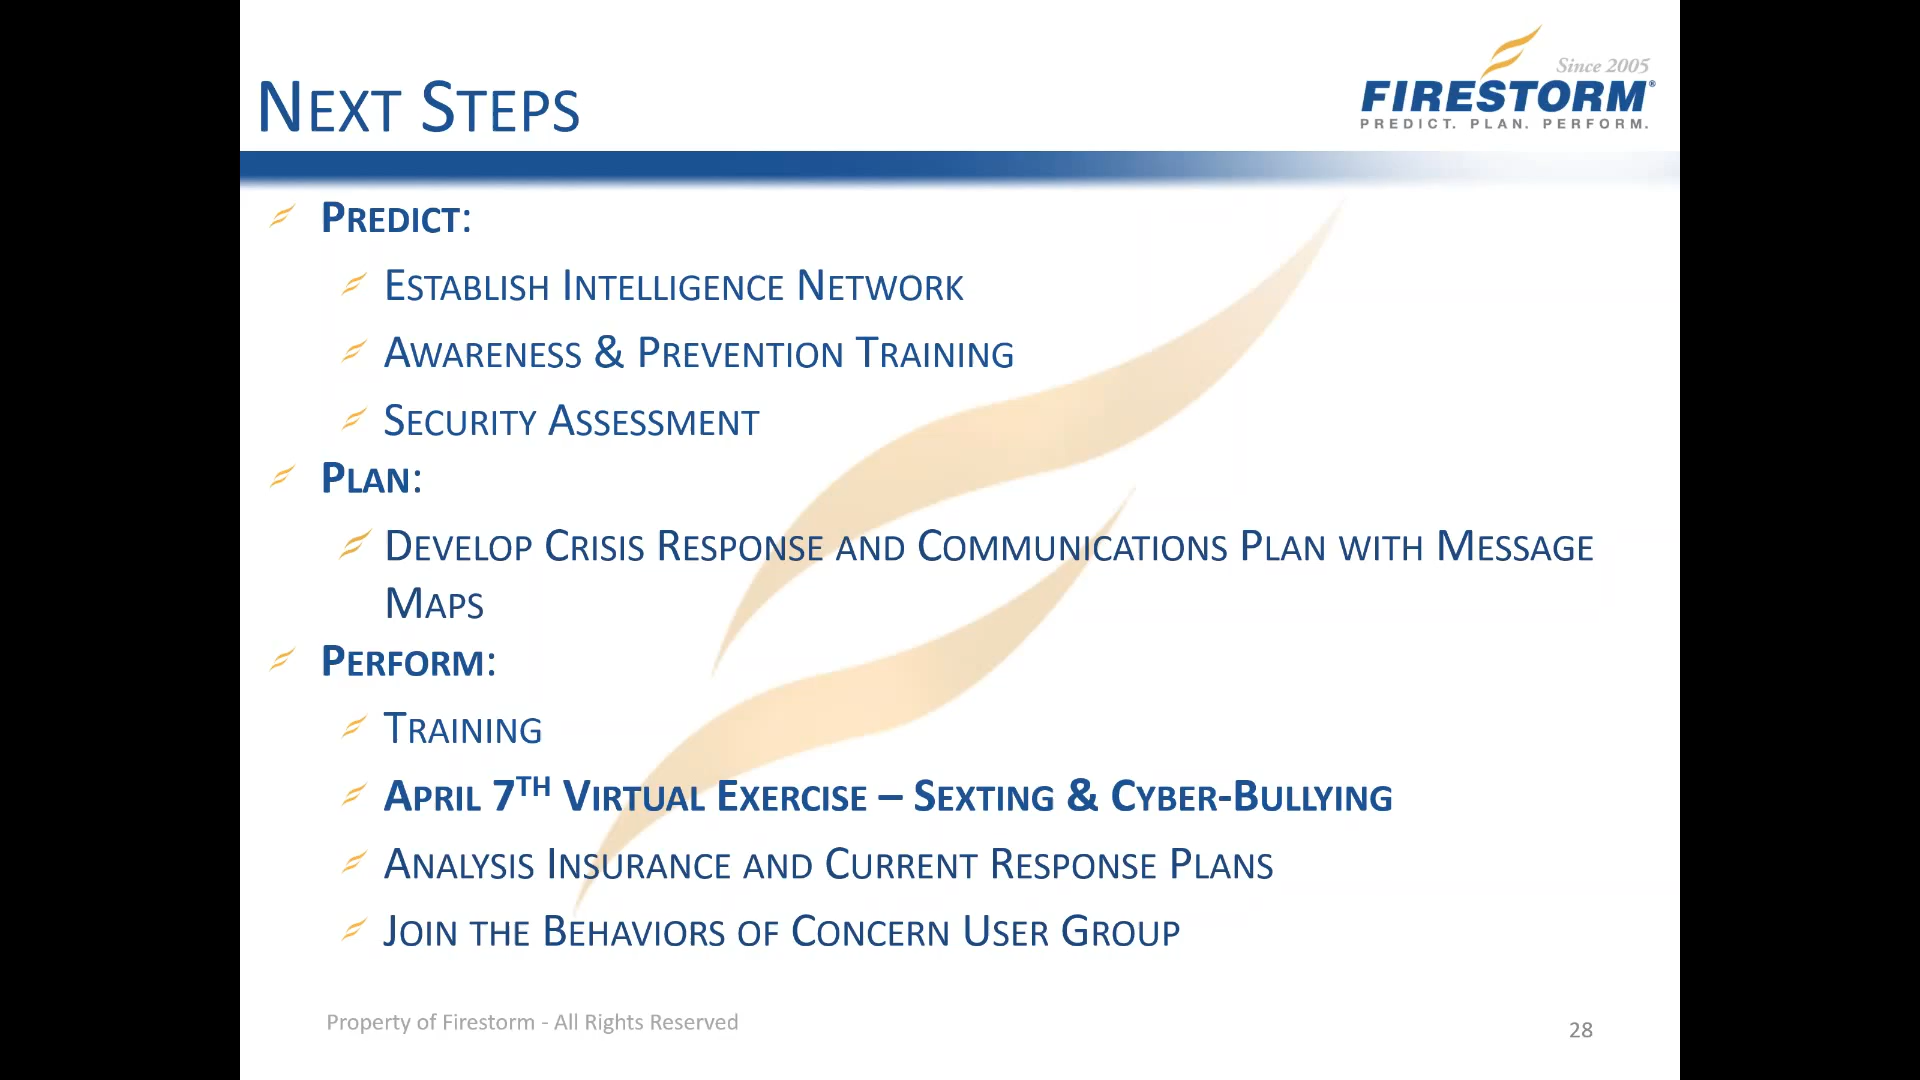 Next Steps
Since 2005
FIRESTORM®
PREDICT. PLAN. PERFORM.
Predict:
Establish Intelligence Network
Awareness & Prevention Training
Security Assessment
Plan:
Develop Crisis Response and Communications Plan with Message
Maps
Perform:
Training
April 7th Virtual Exercise – Sexting & Cyber-Bullying
Analysis Insurance and Current Response Plans
Join the Behaviors of Concern User Group
Property of Firestorm - All Rights Reserved
28